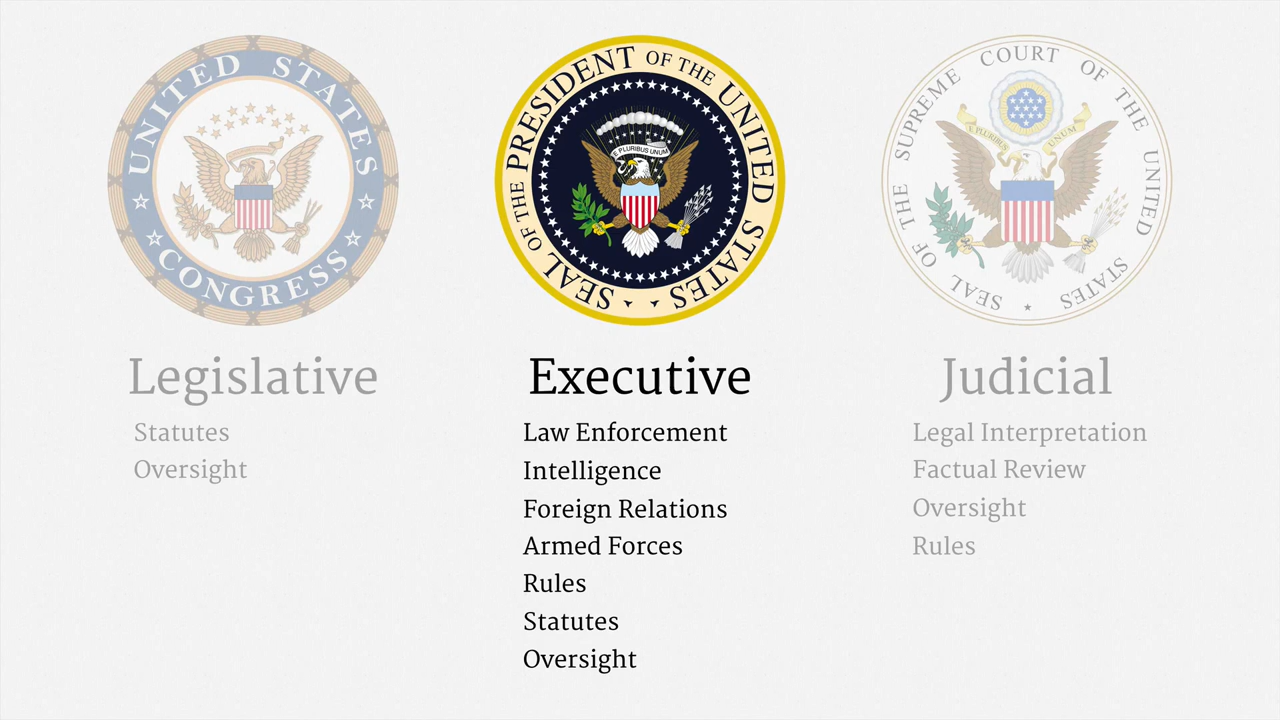 UNITED STATES
CONGRESS
SEAL OF THE PRESIDENT OF THE UNITED STATES
E PLURIBUS UNUM
SEAL OF THE SUPREME COURT OF THE UNITED STATES
E PLURIBUS UNUM
Legislative
Statutes
Oversight
Executive
Law Enforcement
Intelligence
Foreign Relations
Armed Forces
Rules
Statutes
Oversight
Judicial
Legal Interpretation
Factual Review
Oversight
Rules